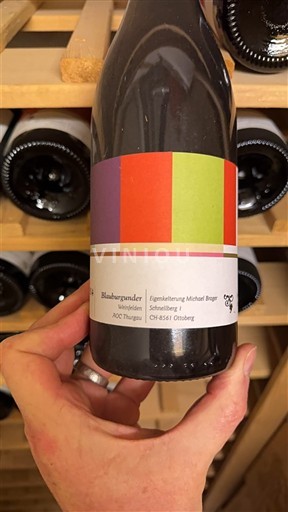 VINIOU
Blauburgunder
Weinfelden
AOC Thurgau
Eigenkelterung Michael Broger
Schnellberg 1
CH-8561 Ottoberg